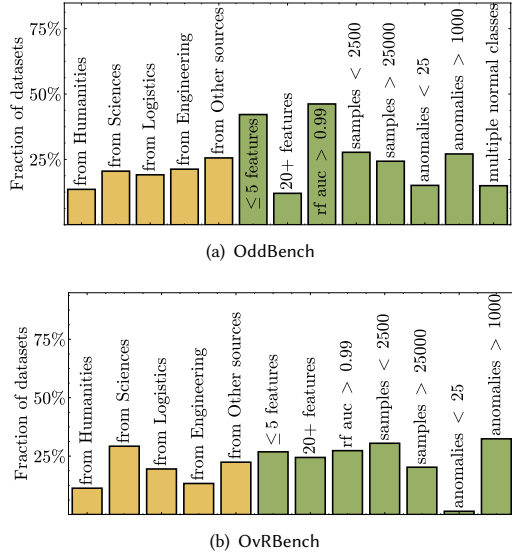 75%
50%
25%
Fraction of datasets
from Humanities
from Sciences
from Logistics
from Engineering
from Other sources
≤ 5 features
20+ features
rf auc > 0.99
samples < 2500
samples > 25000
anomalies < 25
anomalies > 1000
multiple normal classes
(a) OddBench
75%
50%
25%
Fraction of datasets
from Humanities
from Sciences
from Logistics
from Engineering
from Other sources
≤ 5 features
20+ features
rf auc > 0.99
samples < 2500
samples > 25000
anomalies < 25
anomalies > 1000
(b) OvRBench